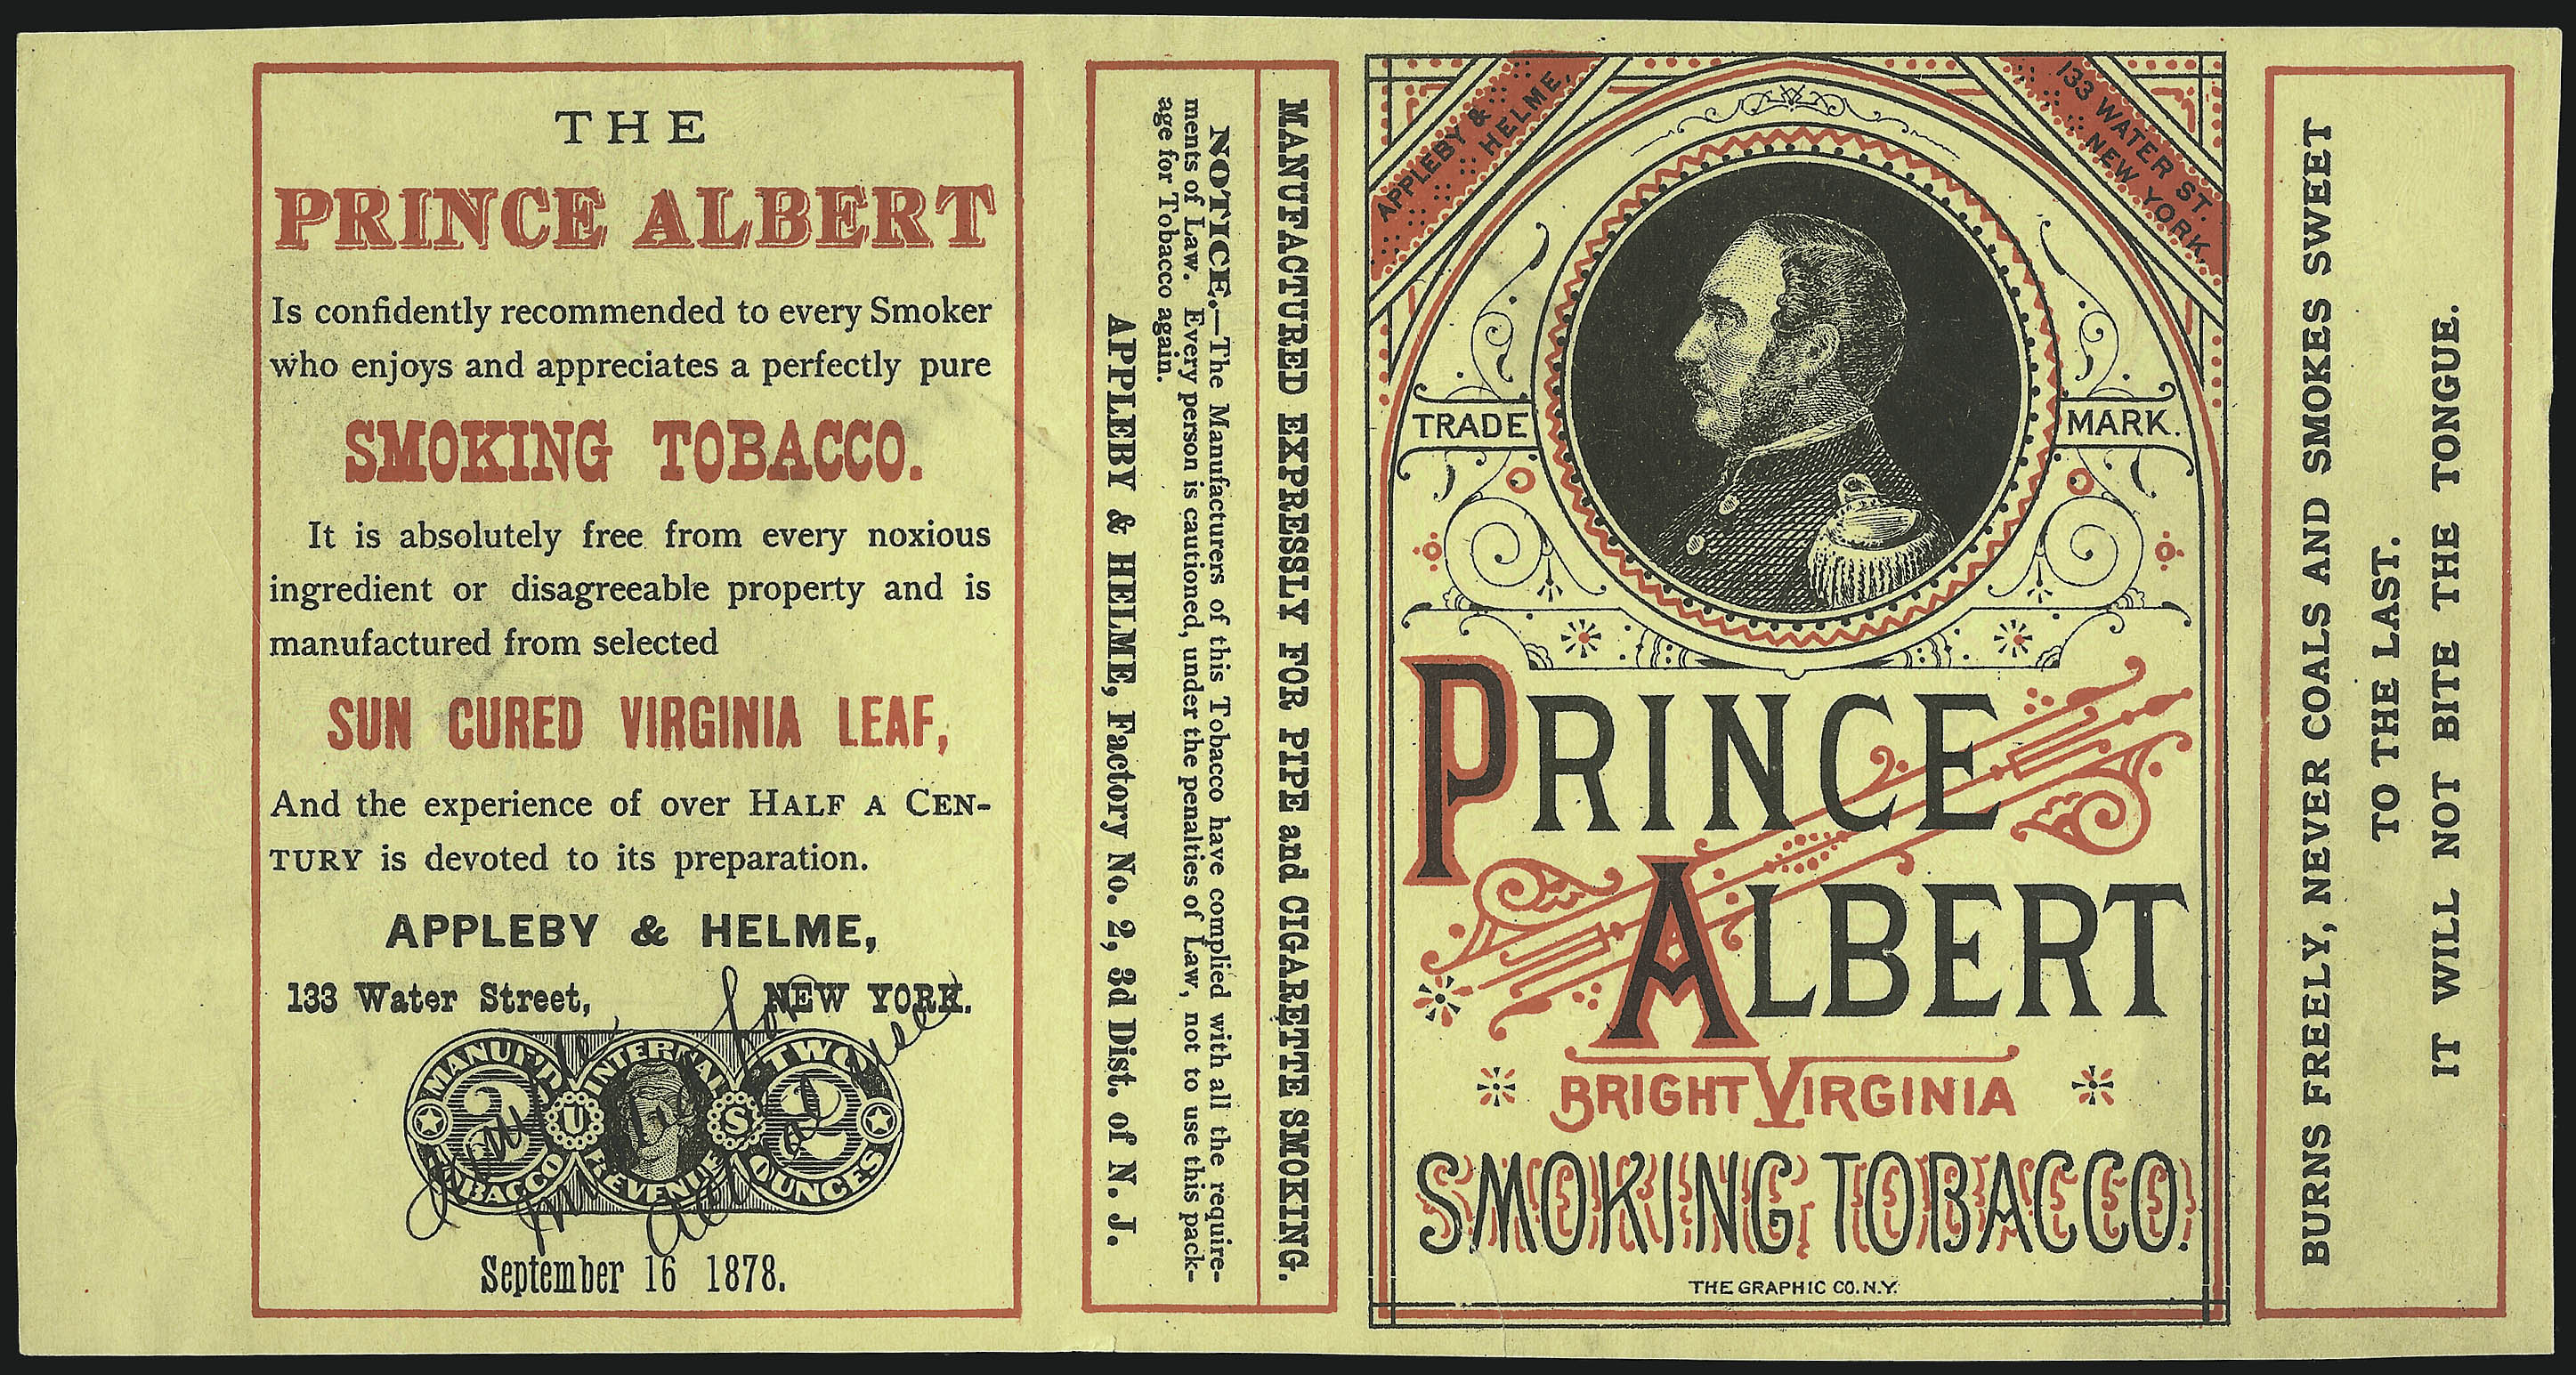 THE
PRINCE ALBERT
Is confidently recommended to every Smoker
who enjoys and appreciates a perfectly pure
SMOKING TOBACCO.
It is absolutely free from every noxious
ingredient or disagreeable property and is
manufactured from selected
SUN CURED VIRGINIA LEAF,
And the experience of over HALF A CEN-
TURY is devoted to its preparation.
APPLEBY & HELME,
133 Water Street, NEW YORK.
MANUF'D INTERNAL TWO
2 U S 2
TOBACCO REVENUE OUNCES
September 16 1878.
MANUFACTURED EXPRESSLY FOR PIPE and CIGARETTE SMOKING.
NOTICE.—The Manufacturers of this Tobacco have complied with all the require-
ments of Law. Every person is cautioned, under the penalties of Law, not to use this pack-
age for Tobacco again.
APPLEBY & HELME, Factory No. 2, 3d Dist. of N. J.
APPLEBY &
HELME,
133 WATER ST.
NEW YORK.
TRADE MARK.
PRINCE
ALBERT
BRIGHT VIRGINIA
SMOKING TOBACCO.
THE GRAPHIC CO. N.Y.
BURNS FREELY, NEVER COALS AND SMOKES SWEET
TO THE LAST.
IT WILL NOT BITE THE TONGUE.